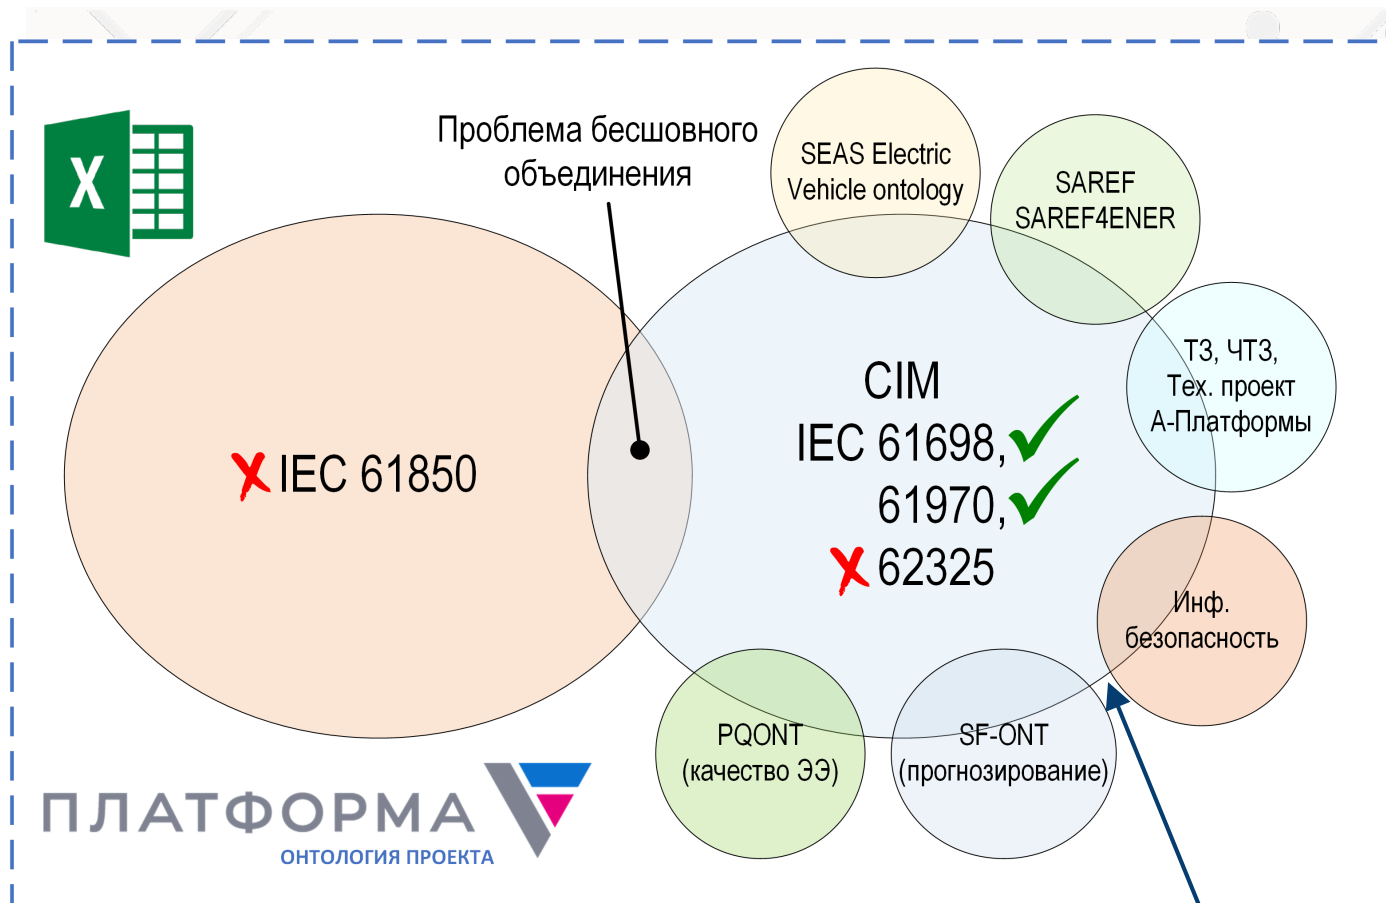 X
Проблема бесшовного
объединения
SEAS Electric
Vehicle ontology
SAREF
SAREF4ENER
ТЗ, ЧТЗ,
Тех. проект
А-Платформы
IEC 61850
CIM
IEC 61698,
61970,
62325
Инф.
безопасность
PQONT
(качество ЭЭ)
SF-ONT
(прогнозирование)
ПЛАТФОРМА
ОНТОЛОГИЯ ПРОЕКТА